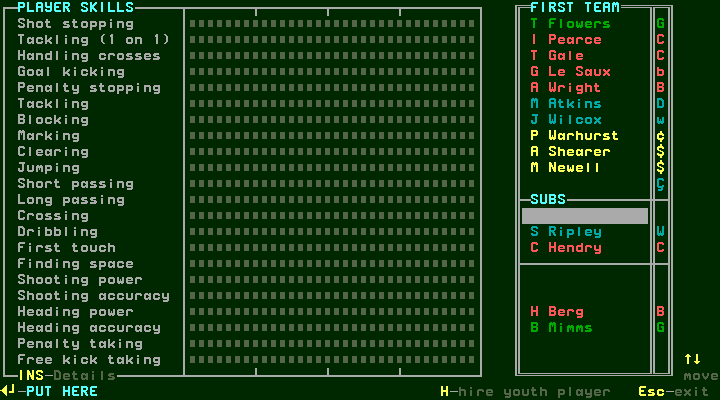 PLAYER SKILLS
Shot stopping
Tackling (1 on 1)
Handling crosses
Goal kicking
Penalty stopping
Tackling
Blocking
Marking
Clearing
Jumping
Short passing
Long passing
Crossing
Dribbling
First touch
Finding space
Shooting power
Shooting accuracy
Heading power
Heading accuracy
Penalty taking
Free kick taking
INS-Details
FIRST TEAM
T Flowers G
I Pearce C
T Gale C
G Le Saux b
A Wright B
M Atkins D
J Wilcox w
P Warhurst ¢
A Shearer $
M Newell $
Ç
SUBS
S Ripley W
C Hendry C
H Berg B
B Mimms G
↑↓
move
↵-PUT HERE
H-hire youth player
Esc-exit